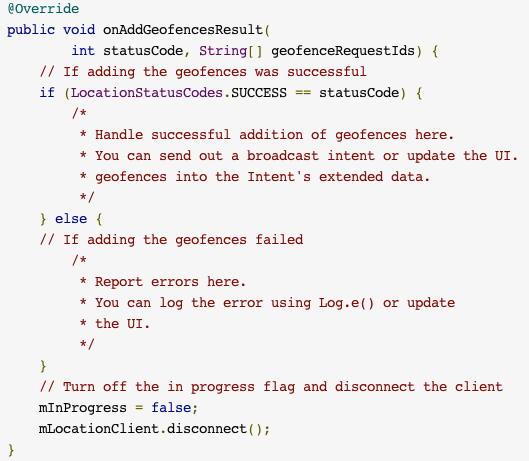 @Override
public void onAddGeofencesResult(
        int statusCode, String[] geofenceRequestIds) {
    // If adding the geofences was successful
    if (LocationStatusCodes.SUCCESS == statusCode) {
        /*
         * Handle successful addition of geofences here.
         * You can send out a broadcast intent or update the UI.
         * geofences into the Intent's extended data.
         */
    } else {
    // If adding the geofences failed
        /*
         * Report errors here.
         * You can log the error using Log.e() or update
         * the UI.
         */
    }
    // Turn off the in progress flag and disconnect the client
    mInProgress = false;
    mLocationClient.disconnect();
}